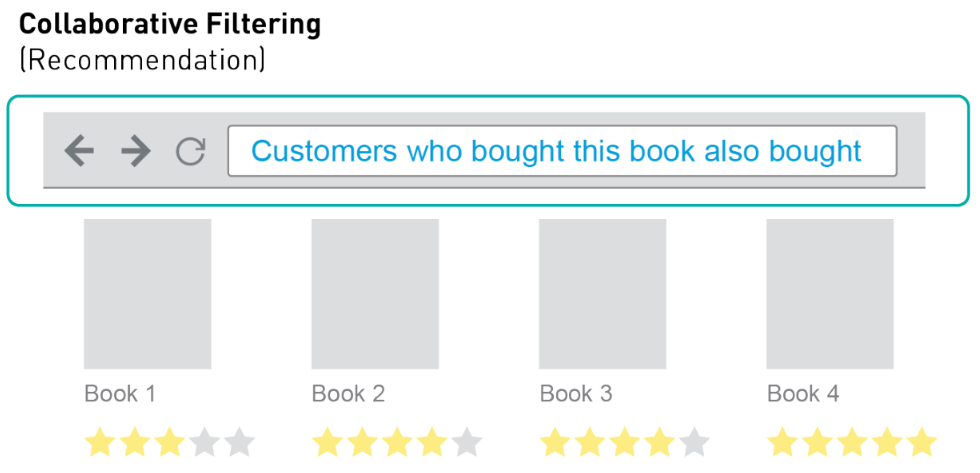 Collaborative Filtering
(Recommendation)
Customers who bought this book also bought
Book 1
Book 2
Book 3
Book 4